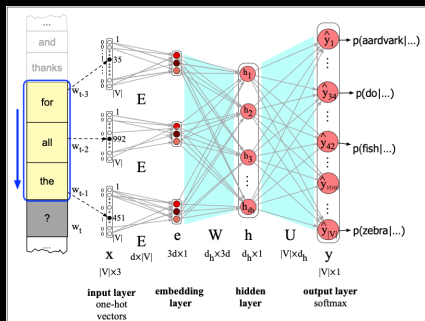 ...
and
thanks
for
all
the
?
...
w_t-3
w_t-2
w_t-1
w_t
1
35
|V|
1
992
|V|
1
451
|V|
E
E
E
x
|V|×3
d×|V|
e
3d×1
W
d_h×3d
h
d_h×1
U
|V|×d_h
y
|V|×1
h_1
h_2
h_3
h_dh
ŷ_1
ŷ_34
ŷ_42
ŷ_|V|
p(aardvark|...)
p(do|...)
p(fish|...)
p(zebra|...)
input layer
one-hot
vectors
embedding
layer
hidden
layer
output layer
softmax